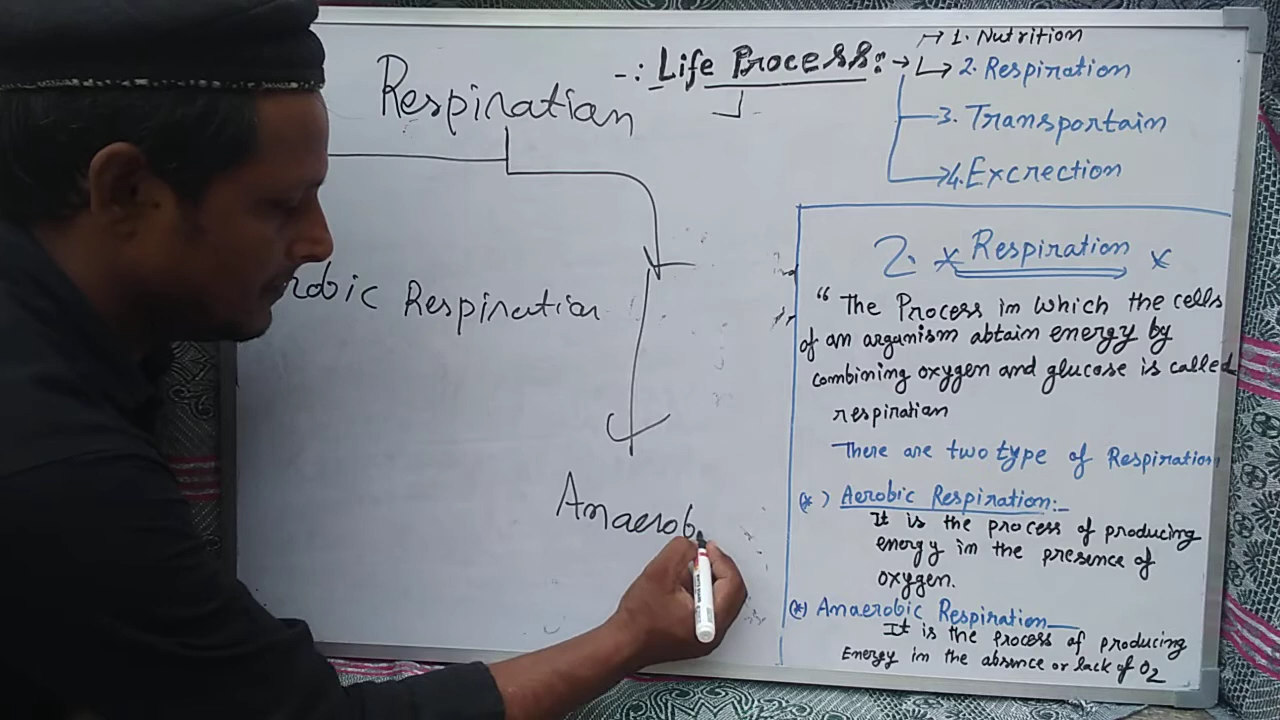 Respiration
-: Life Process :- → 1. Nutrition
2. Respiration
3. Transportain
4. Excrection
robic Respiration
Anaerob
2. * Respiration *
“ The Process in which the cells
of an arganism abtain energy by
combining oxygen and glucose is called
respiration
There are two type of Respiration
(*) Aerobic Respiration:-
It is the process of producing
energy in the presence of
oxygen.
(*) Anaerobic Respiration
It is the process of producing
Energy in the absence or lack of O2